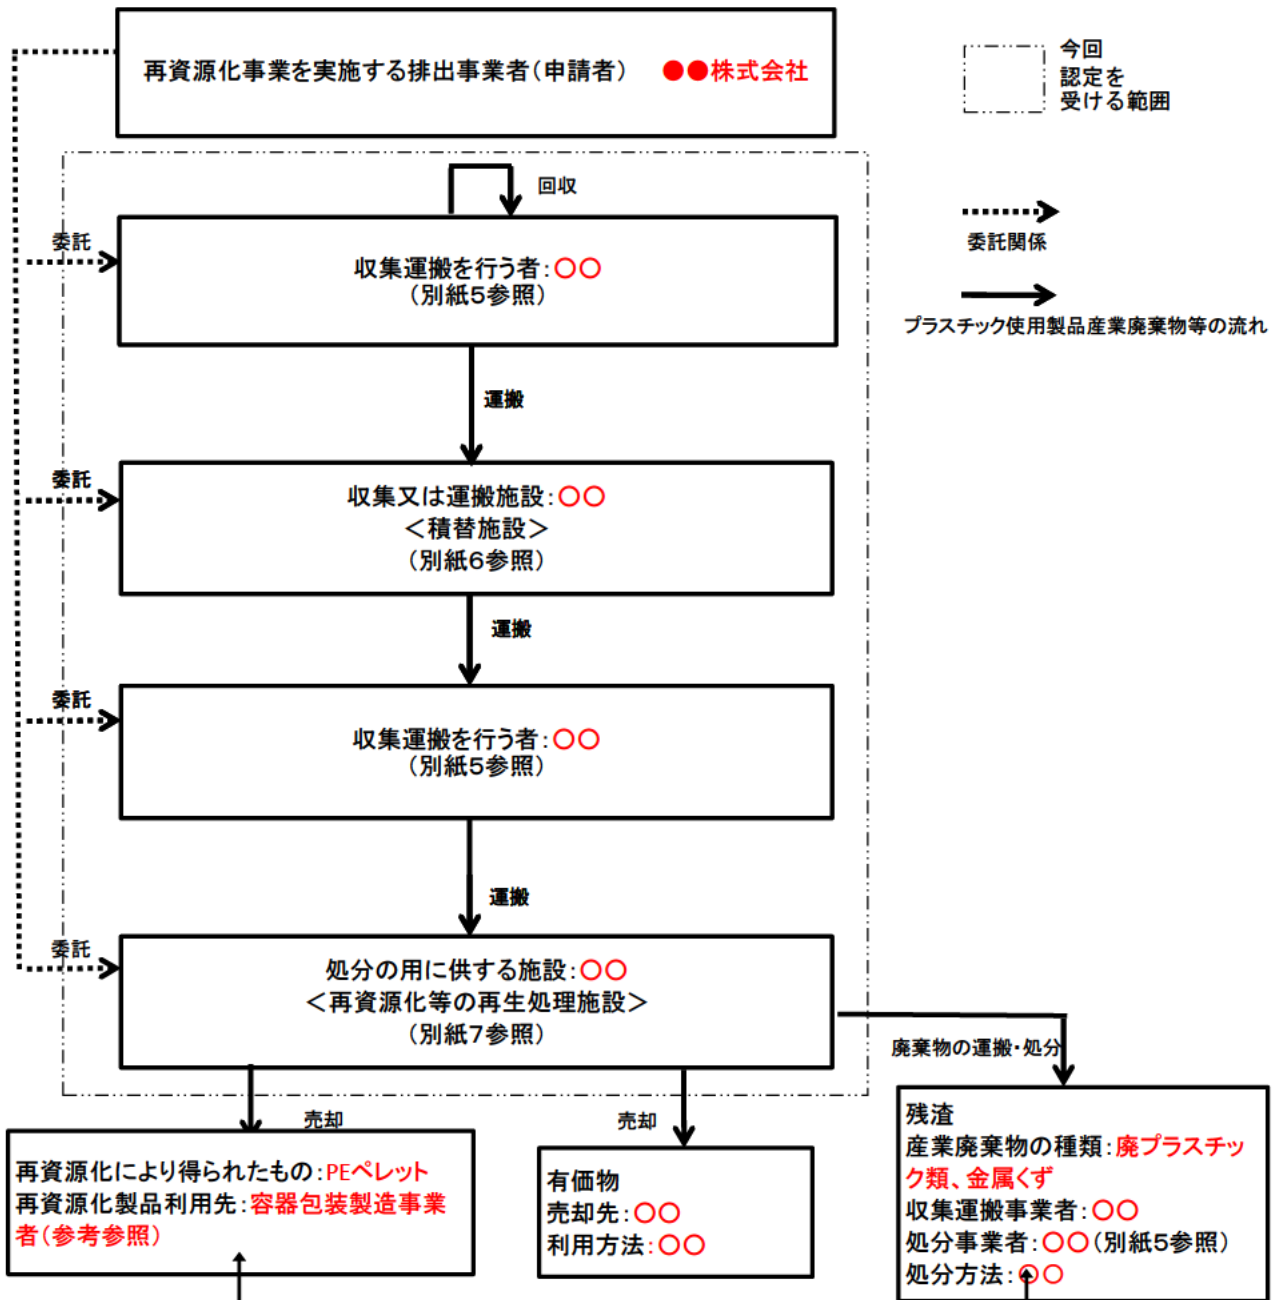 再資源化事業を実施する排出事業者(申請者) ●●株式会社
今回
認定を
受ける範囲
回収
委託関係
プラスチック使用製品産業廃棄物等の流れ
委託
収集運搬を行う者:〇〇
(別紙5参照)
運搬
委託
収集又は運搬施設:〇〇
<積替施設>
(別紙6参照)
運搬
委託
収集運搬を行う者:〇〇
(別紙5参照)
運搬
委託
処分の用に供する施設:〇〇
<再資源化等の再生処理施設>
(別紙7参照)
廃棄物の運搬・処分
売却
売却
再資源化により得られたもの:PEペレット
再資源化製品利用先:容器包装製造事業
者(参考参照)
有価物
売却先:〇〇
利用方法:〇〇
残渣
産業廃棄物の種類:廃プラスチッ
ク類、金属くず
収集運搬事業者:〇〇
処分事業者:〇〇(別紙5参照)
処分方法:〇〇